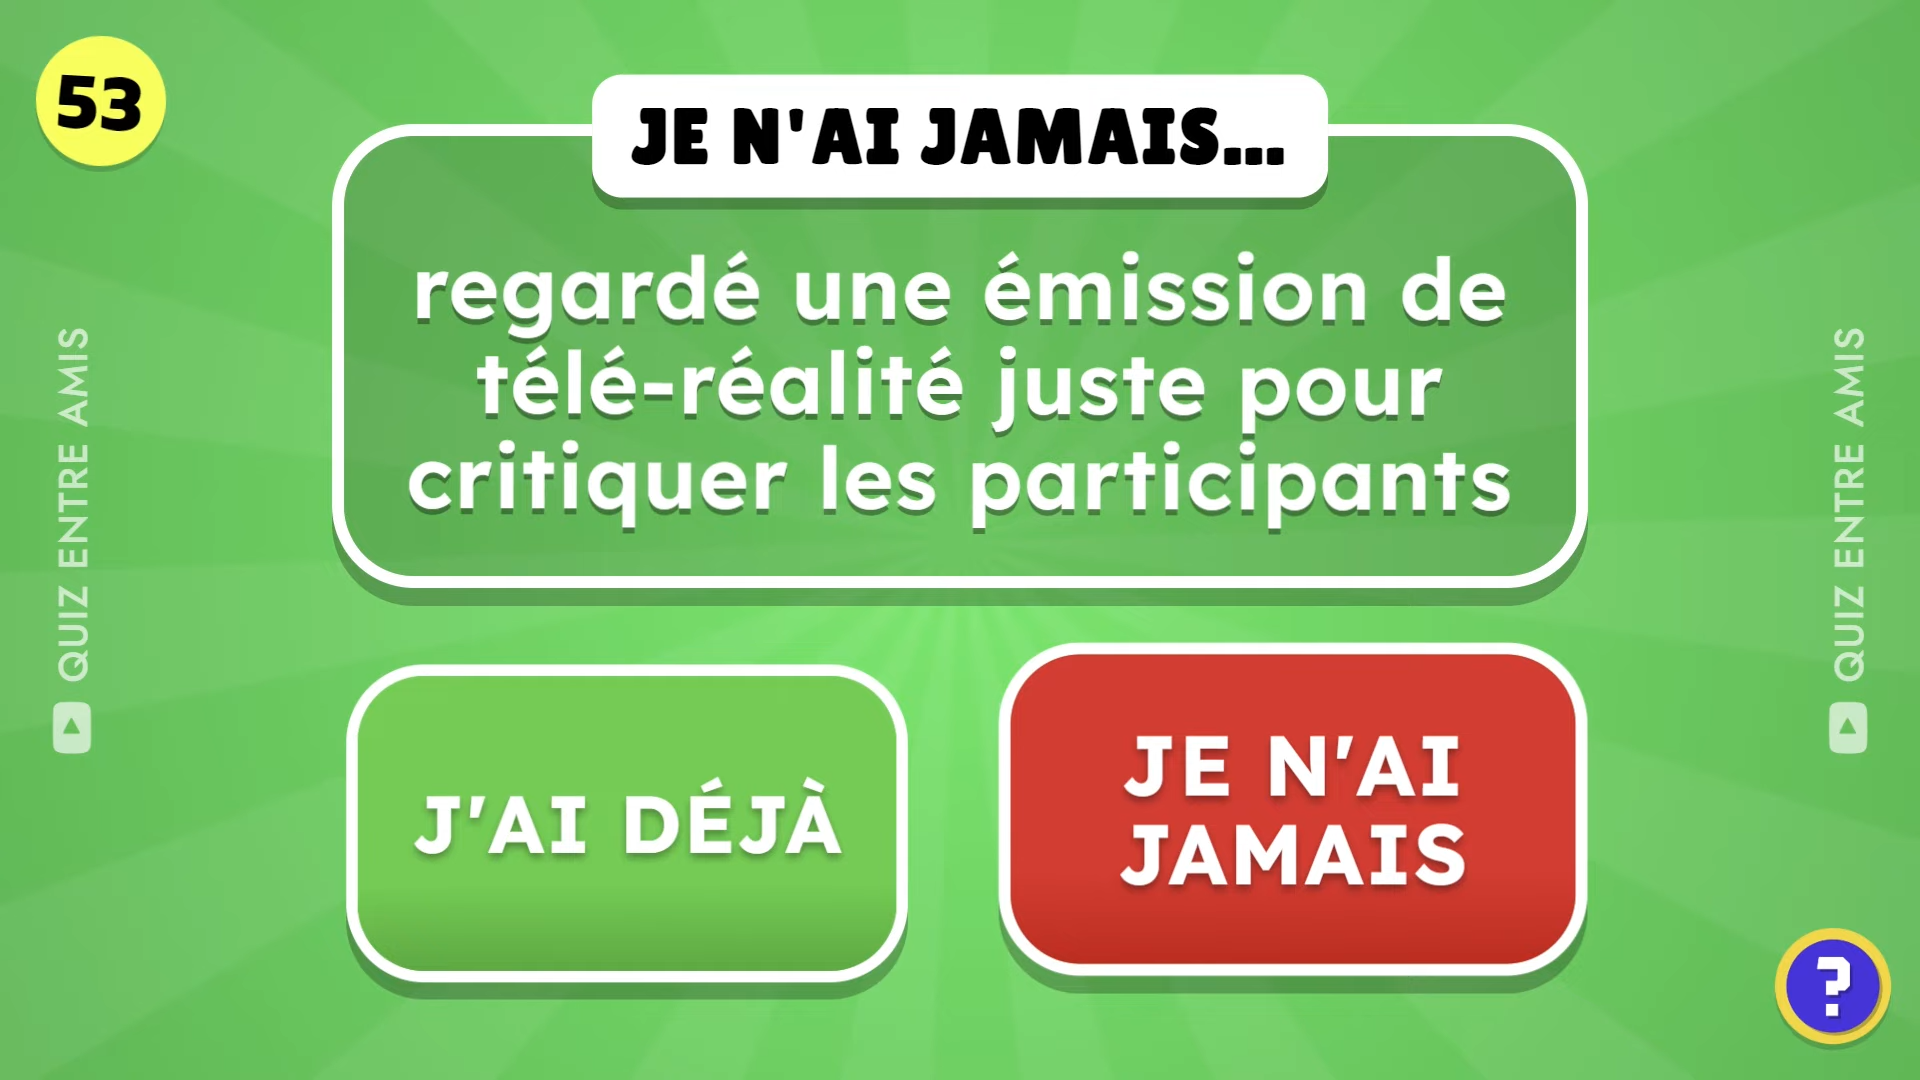 53
JE N'AI JAMAIS...
regardé une émission de
télé-réalité juste pour
critiquer les participants
J'AI DÉJÀ
JE N'AI
JAMAIS
QUIZ ENTRE AMIS
QUIZ ENTRE AMIS
?